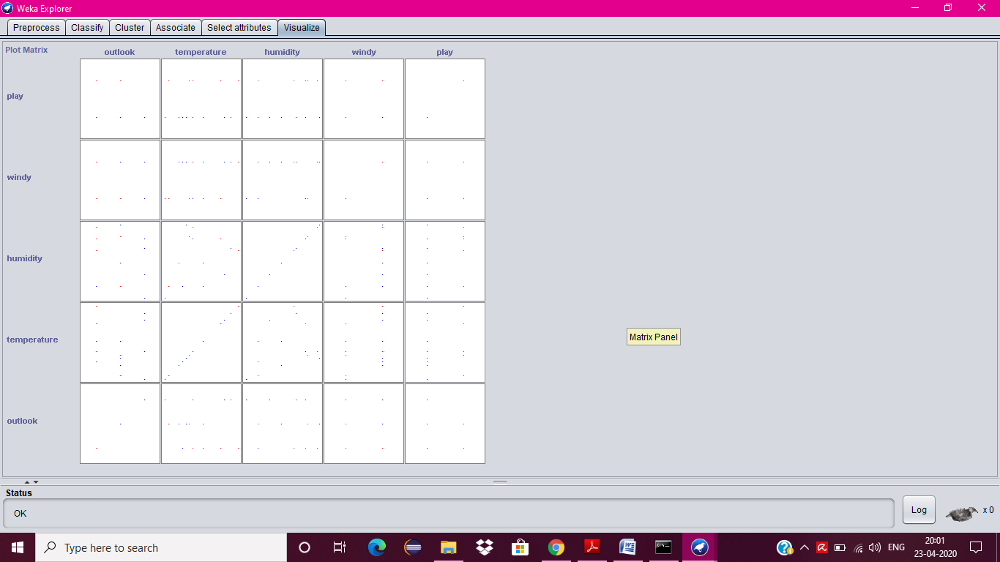 Weka Explorer
Preprocess Classify Cluster Associate Select attributes Visualize
Plot Matrix outlook temperature humidity windy play
play
windy
humidity
temperature
Matrix Panel
outlook
Status
OK
Log
x 0
Type here to search
ENG
20:01
23-04-2020